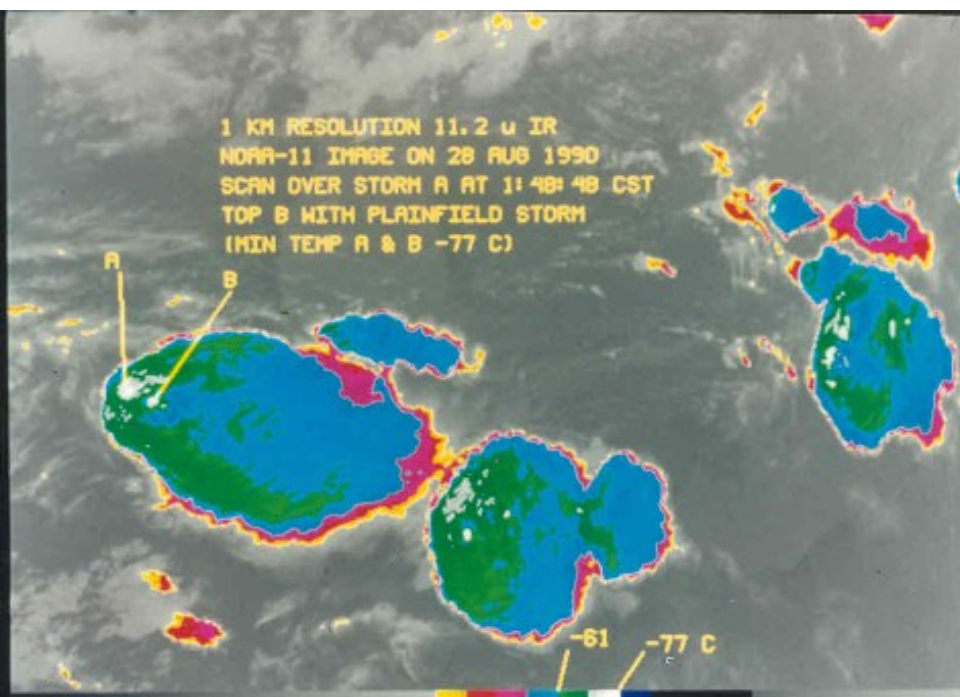 1 KM RESOLUTION 11.2 u IR
NOAA-11 IMAGE ON 28 AUG 1990
SCAN OVER STORM A AT 1:48:48 CST
TOP B WITH PLAINFIELD STORM
(MIN TEMP A & B -77 C)
A
B
-61
-77 C